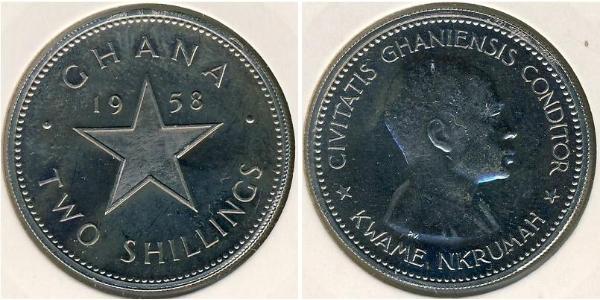 GHANA
1958
TWO SHILLINGS
CIVITATIS GHANIENSIS CONDITOR
KWAME NKRUMAH